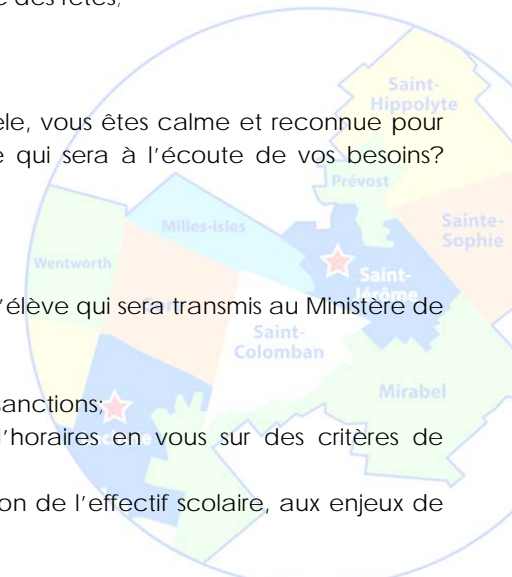 des fêtes;
Saint-
Hippolyte
èle, vous êtes calme et reconnue pour
qui sera à l'écoute de vos besoins?
Prévost
Milles-isles
Sainte-
Sophie
Wentworth
Saint-
Jérôme
l'élève qui sera transmis au Ministère de
Saint-
Colomban
Mirabel
sanctions;
l'horaires en vous sur des critères de
on de l'effectif scolaire, aux enjeux de